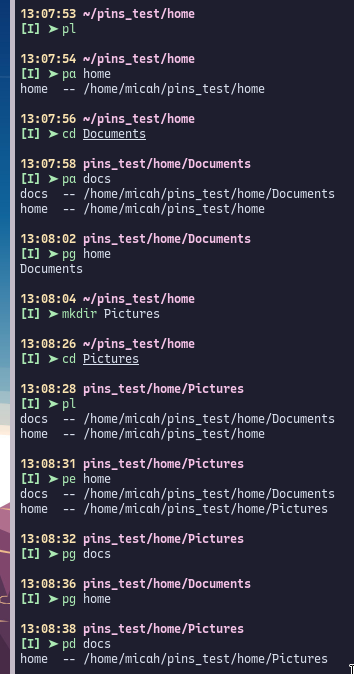 13:07:53 ~/pins_test/home
[I] ➤ pl
13:07:54 ~/pins_test/home
[I] ➤ pa home
home  -- /home/micah/pins_test/home
13:07:56 ~/pins_test/home
[I] ➤ cd Documents
13:07:58 pins_test/home/Documents
[I] ➤ pa docs
docs  -- /home/micah/pins_test/home/Documents
home  -- /home/micah/pins_test/home
13:08:02 pins_test/home/Documents
[I] ➤ pg home
Documents
13:08:04 ~/pins_test/home
[I] ➤ mkdir Pictures
13:08:26 ~/pins_test/home
[I] ➤ cd Pictures
13:08:28 pins_test/home/Pictures
[I] ➤ pl
docs  -- /home/micah/pins_test/home/Documents
home  -- /home/micah/pins_test/home
13:08:31 pins_test/home/Pictures
[I] ➤ pe home
docs  -- /home/micah/pins_test/home/Documents
home  -- /home/micah/pins_test/home/Pictures
13:08:32 pins_test/home/Pictures
[I] ➤ pg docs
13:08:36 pins_test/home/Documents
[I] ➤ pg home
13:08:38 pins_test/home/Pictures
[I] ➤ pd docs
home  -- /home/micah/pins_test/home/Pictures